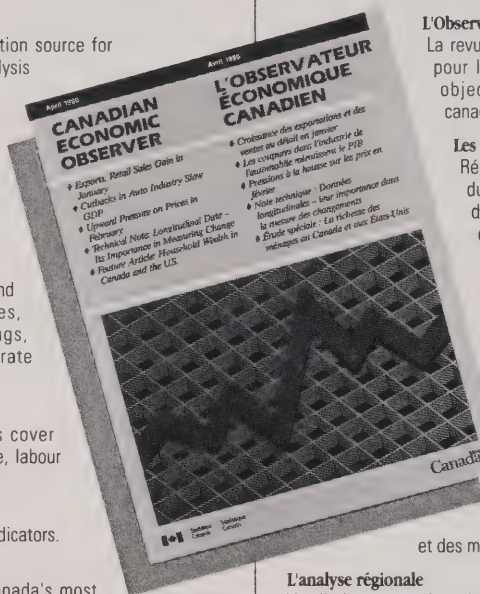 tion source for
lysis
nd
es,
ngs,
rate
s cover
e, labour
dicators.
nada's most
April 1990
CANADIAN
ECONOMIC
OBSERVER
♦ Exports, Retail Sales Gain in
January
♦ Cutbacks in Auto Industry Slow
GDP
♦ Upward Pressure on Prices in
February
♦ Technical Note: Longitudinal Data -
Its Importance in Measuring Change
♦ Feature Article: Household Wealth in
Canada and the U.S.
Avril 1990
L'OBSERVATEUR
ÉCONOMIQUE
CANADIEN
♦ Croissance des exportations et des
ventes au détail en janvier
♦ Les coupures dans l'industrie de
l'automobile ralentissent le PIB
♦ Pressions à la hausse sur les prix en
février
♦ Note technique : Données
longitudinales - leur importance dans
la mesure des changements
♦ Étude spéciale : La richesse des
ménages au Canada et aux États-Unis
Statistics Canada
Statistique Canada
Canada
L'Observ
La revu
pour l
objec
cana
Les
Ré
du
d
et des m
L'analyse régionale